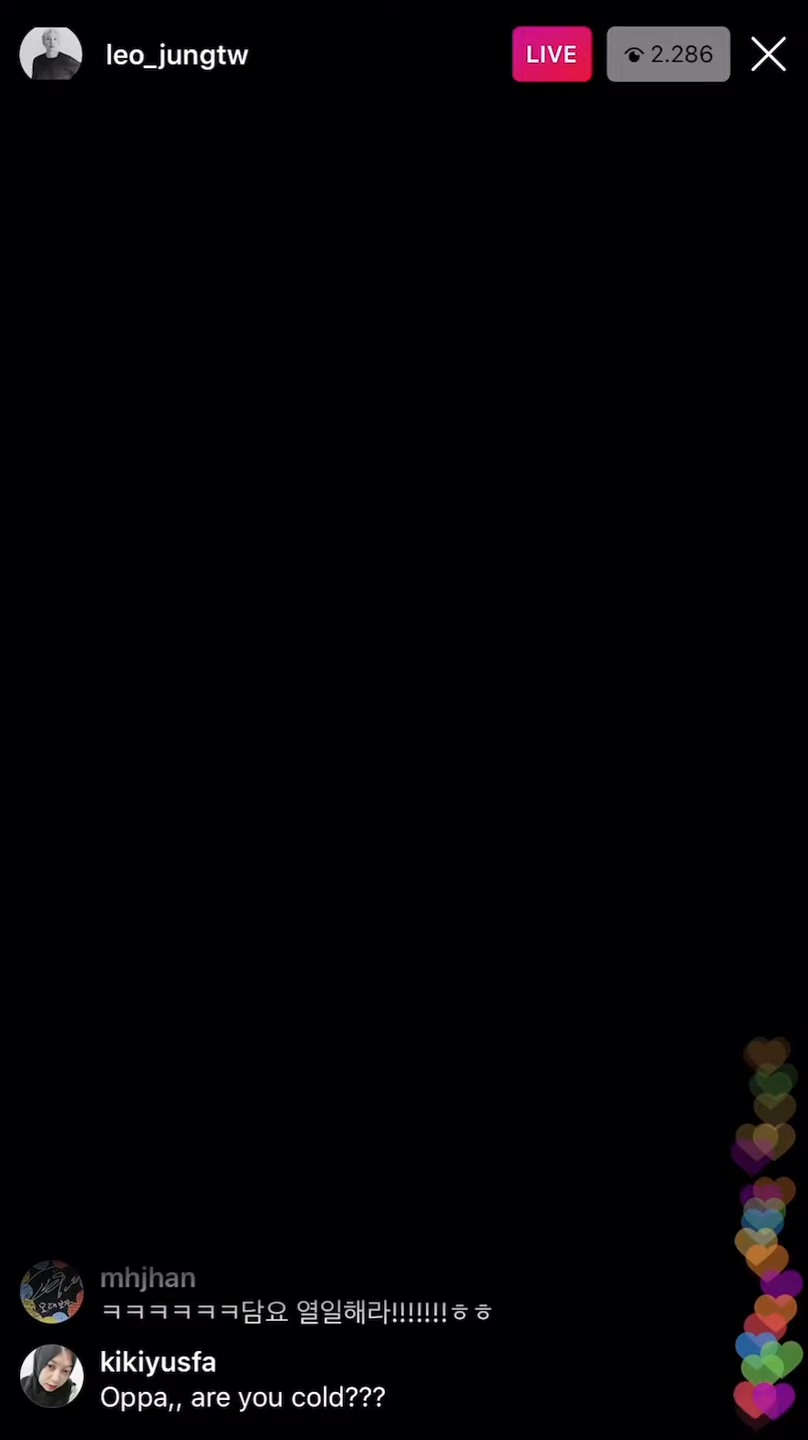 leo_jungtw
LIVE
2.286
mhjhan
ㅋㅋㅋㅋㅋㅋ담요 열일해라!!!!!!!ㅎㅎ
kikiyusfa
Oppa,, are you cold???